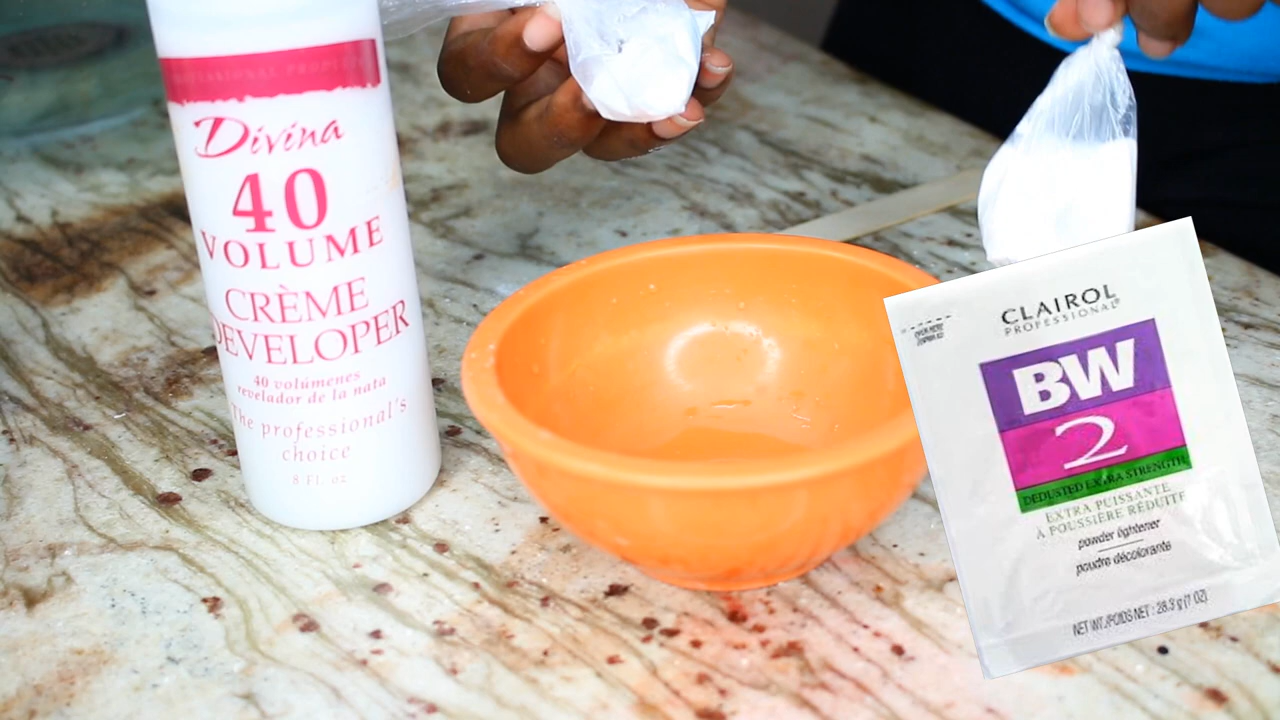 Divina
40
VOLUME
CRÈME
DEVELOPER
40 volúmenes
revelador de la nata
The professional's
choice
8 FL oz
CLAIROL
PROFESSIONAL
BW
2
DEDUSTED EXTRA STRENGTH
EXTRA PUISSANTE
À POUSSIÈRE RÉDUITE
powder lightener
poudre décolorante
NET WT./POIDS NET : 28.3 g (1 OZ)